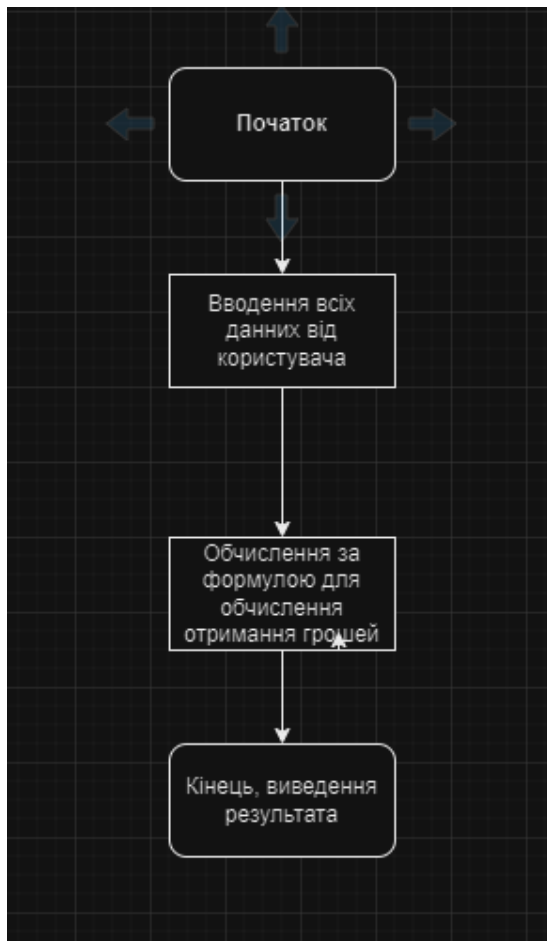 Початок
Вводення всіх
данних від
користувача
Обчислення за
формулою для
обчислення
отримання грошей
Кінець, виведення
результата